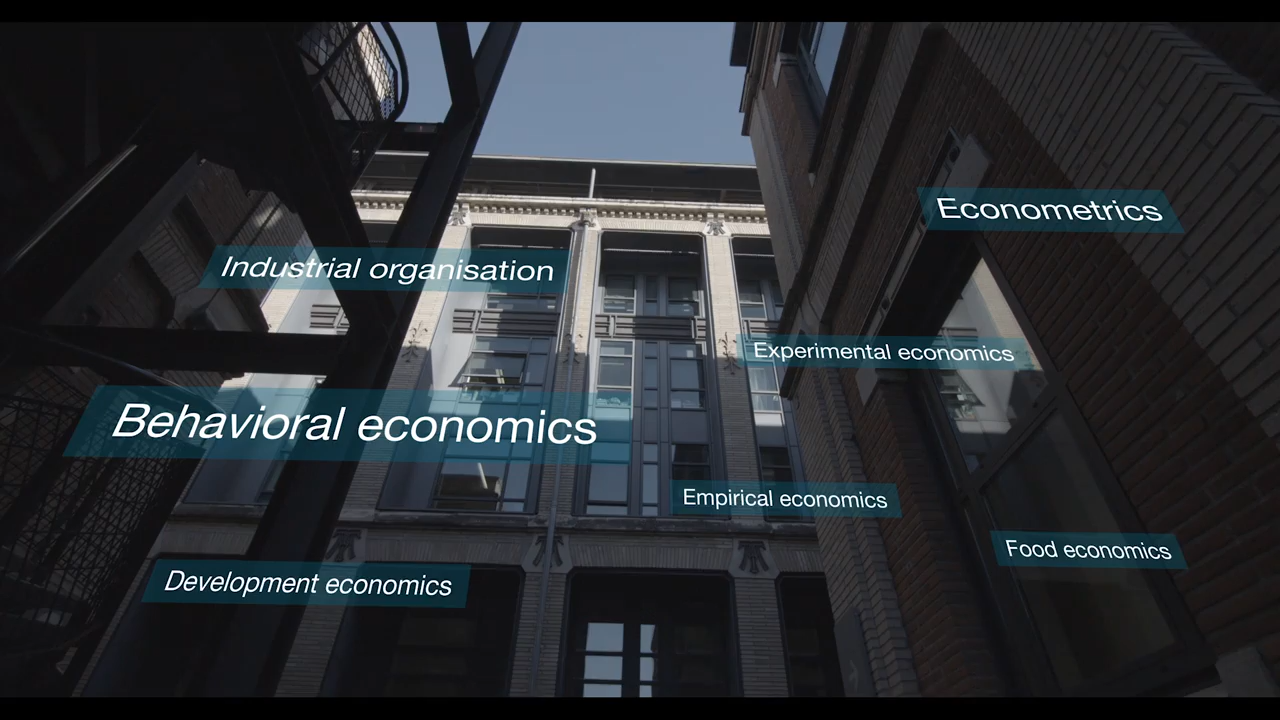 Econometrics
Industrial organisation
Experimental economics
Behavioral economics
Empirical economics
Food economics
Development economics